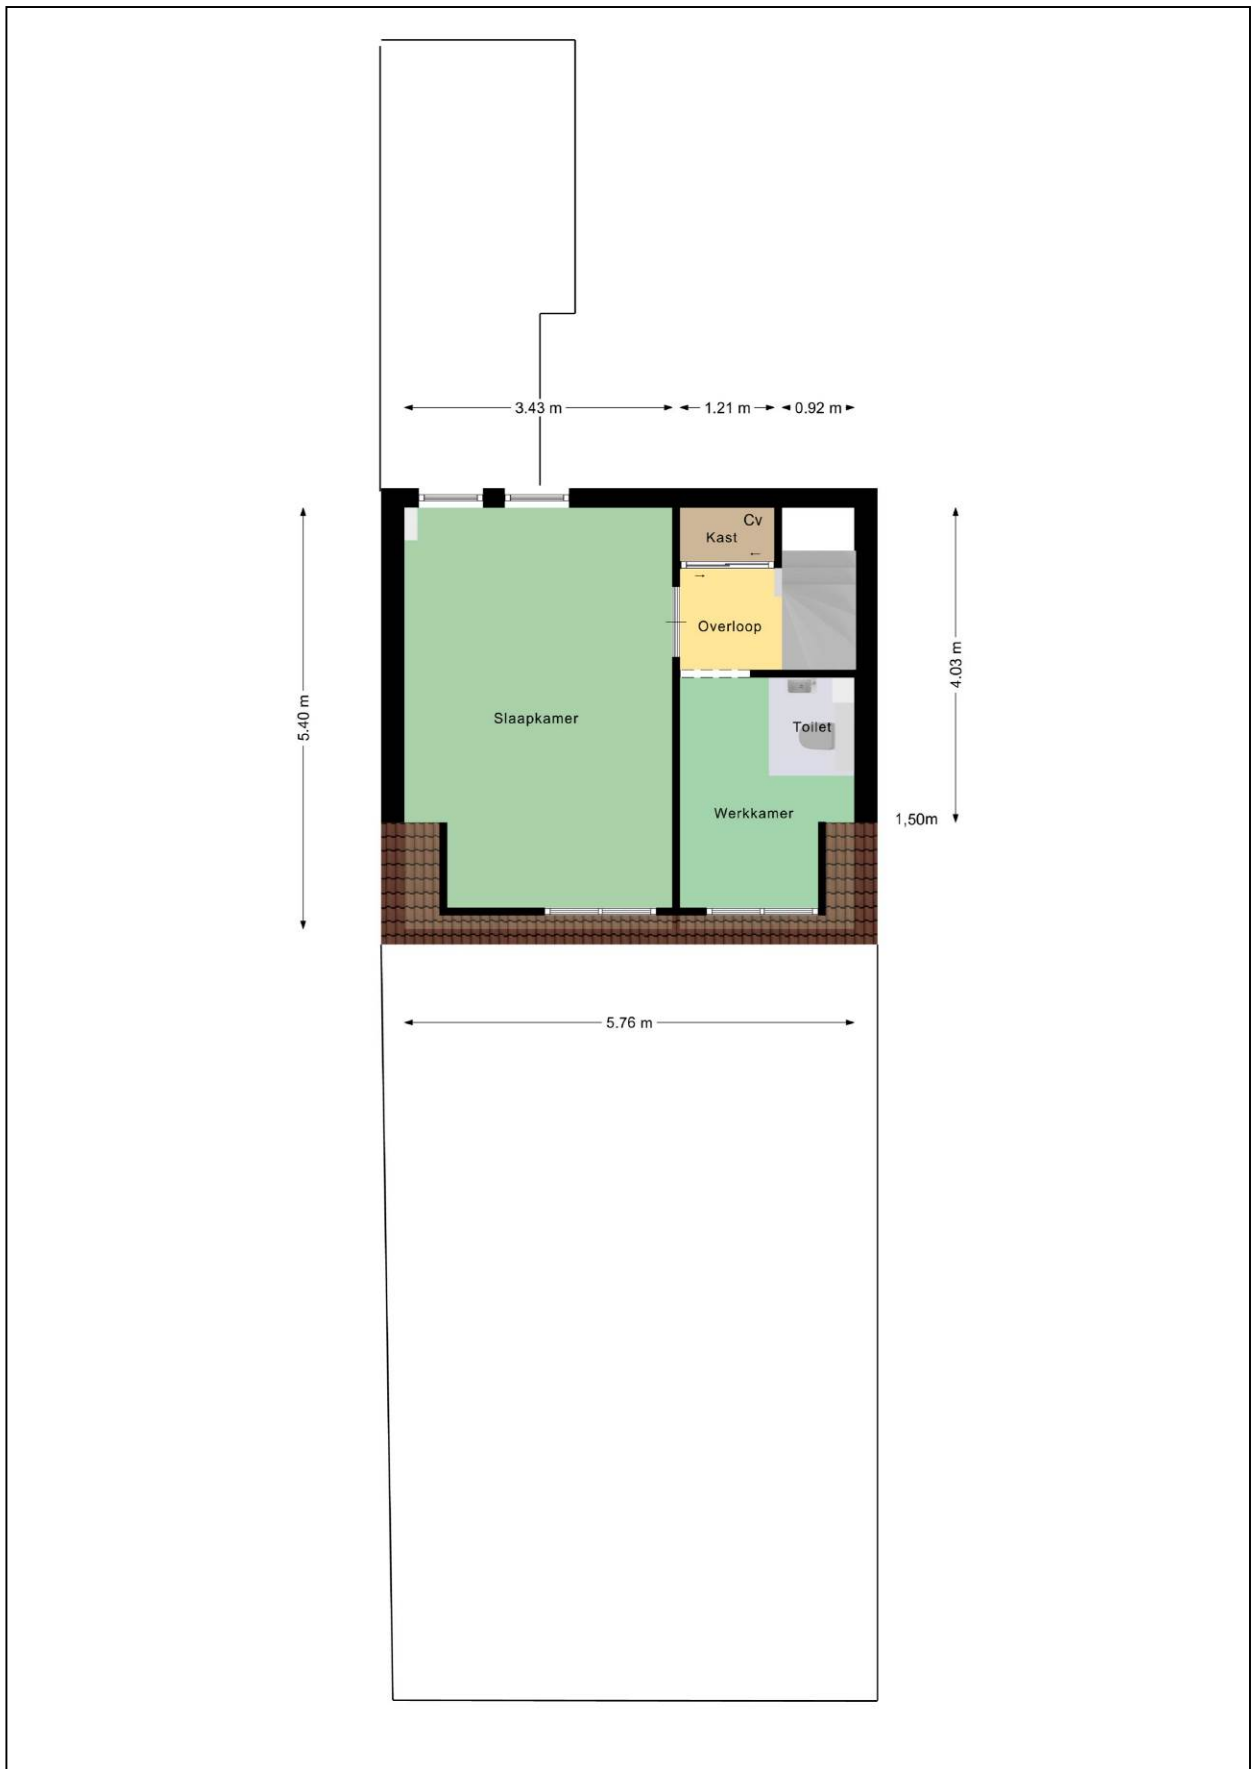 3.43 m
1.21 m
0.92 m
Cv
Kast
Overloop
4.03 m
5.40 m
Slaapkamer
Toilet
Werkkamer
1,50m
5.76 m